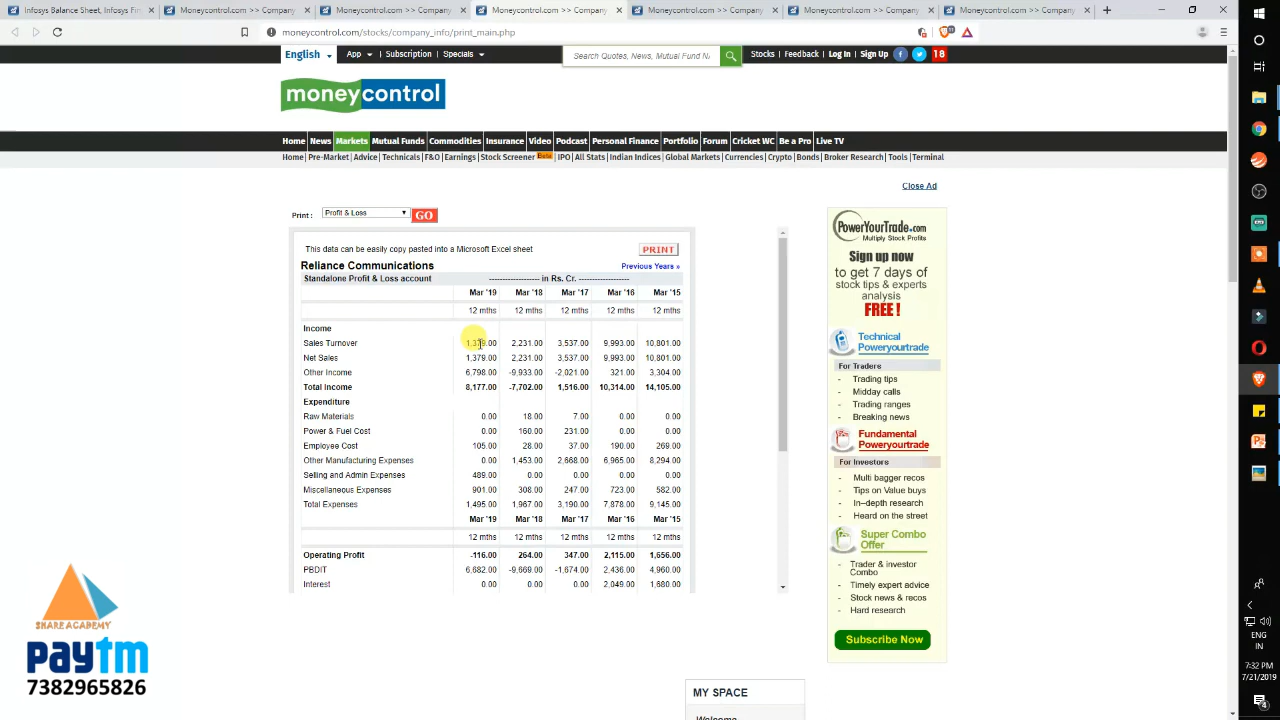 Infosys Balance Sheet, Infosys Fin
MoneyControl.com | Company
MoneyControl.com | Company
MoneyControl.com | Company
MoneyControl.com | Company
MoneyControl.com | Company
MoneyControl.com | Company
moneycontrol.com/stocks/company_info/print_main.php
English App Subscription Specials
Search Quotes, News, Mutual Fund N
Stocks Feedback Log In Sign Up 18
moneycontrol
Home News Markets Mutual Funds Commodities Insurance Video Podcast Personal Finance Portfolio Forum Cricket WC Be a Pro Live TV
Home Pre-Market Advice Technicals F&O Earnings Stock Screener Beta IPO All Stats Indian Indices Global Markets Currencies Crypto Bonds Broker Research Tools Terminal
Close Ad
Print : Profit & Loss GO
This data can be easily copy pasted into a Microsoft Excel sheet PRINT
Reliance Communications Previous Years »
Standalone Profit & Loss account ------------------- in Rs. Cr. -------------------
Mar '19 Mar '18 Mar '17 Mar '16 Mar '15
12 mths 12 mths 12 mths 12 mths 12 mths
Income
Sales Turnover 1,379.00 2,231.00 3,537.00 9,993.00 10,801.00
Net Sales 1,379.00 2,231.00 3,537.00 9,993.00 10,801.00
Other Income 6,798.00 -9,933.00 -2,021.00 321.00 3,304.00
Total Income 8,177.00 -7,702.00 1,516.00 10,314.00 14,105.00
Expenditure
Raw Materials 0.00 18.00 7.00 0.00 0.00
Power & Fuel Cost 0.00 160.00 231.00 0.00 0.00
Employee Cost 105.00 28.00 37.00 190.00 269.00
Other Manufacturing Expenses 0.00 1,453.00 2,668.00 6,965.00 8,294.00
Selling and Admin Expenses 489.00 0.00 0.00 0.00 0.00
Miscellaneous Expenses 901.00 308.00 247.00 723.00 582.00
Total Expenses 1,495.00 1,967.00 3,190.00 7,878.00 9,145.00
Mar '19 Mar '18 Mar '17 Mar '16 Mar '15
12 mths 12 mths 12 mths 12 mths 12 mths
Operating Profit -116.00 264.00 347.00 2,115.00 1,656.00
PBDIT 6,682.00 -9,669.00 -1,674.00 2,436.00 4,960.00
Interest 0.00 0.00 0.00 2,049.00 1,680.00
PowerYourTrade.com
Multiply Stock Profits
Sign up now
to get 7 days of
stock tips & experts
analysis
FREE !
Technical
Poweryourtrade
For Traders
- Trading tips
- Midday calls
- Trading ranges
- Breaking news
Fundamental
Poweryourtrade
For Investors
- Multi bagger recos
- Tips on Value buys
- In-depth research
- Heard on the street
Super Combo
Offer
- Trader & investor
Combo
- Timely expert advice
- Stock news & recos
- Hard research
Subscribe Now
MY SPACE
SHARE ACADEMY
paytm
7382965826
ENG
IN
7:32 PM
7/21/2019